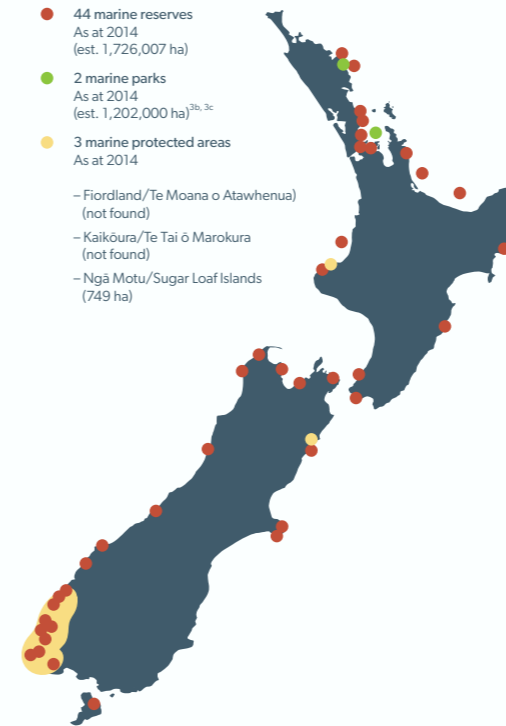 44 marine reserves
As at 2014
(est. 1,726,007 ha)
2 marine parks
As at 2014
(est. 1,202,000 ha)3b, 3c
3 marine protected areas
As at 2014
– Fiordland/Te Moana o Atawhenua)
(not found)
– Kaikōura/Te Tai ō Marokura
(not found)
– Ngā Motu/Sugar Loaf Islands
(749 ha)